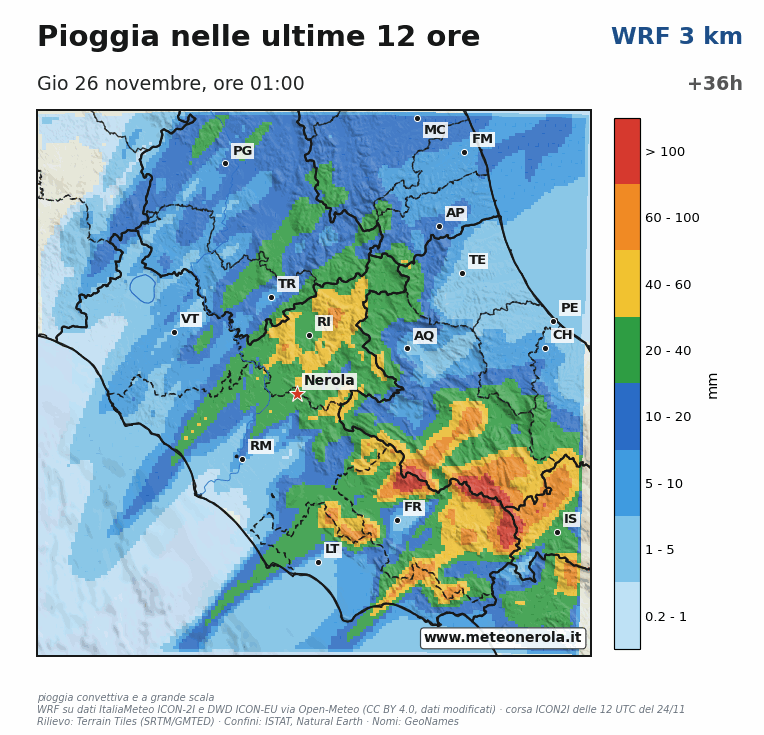 Pioggia nelle ultime 12 ore
WRF 3 km
Gio 26 novembre, ore 01:00
+36h
MC
FM
PG
AP
TE
TR
PE
VT
RI
AQ
CH
Nerola
RM
FR
IS
LT
www.meteonerola.it
> 100
60 - 100
40 - 60
20 - 40
10 - 20
5 - 10
1 - 5
0.2 - 1
mm
pioggia convettiva e a grande scala
WRF su dati ItaliaMeteo ICON-2I e DWD ICON-EU via Open-Meteo (CC BY 4.0, dati modificati) · corsa ICON2I delle 12 UTC del 24/11
Rilievo: Terrain Tiles (SRTM/GMTED) · Confini: ISTAT, Natural Earth · Nomi: GeoNames